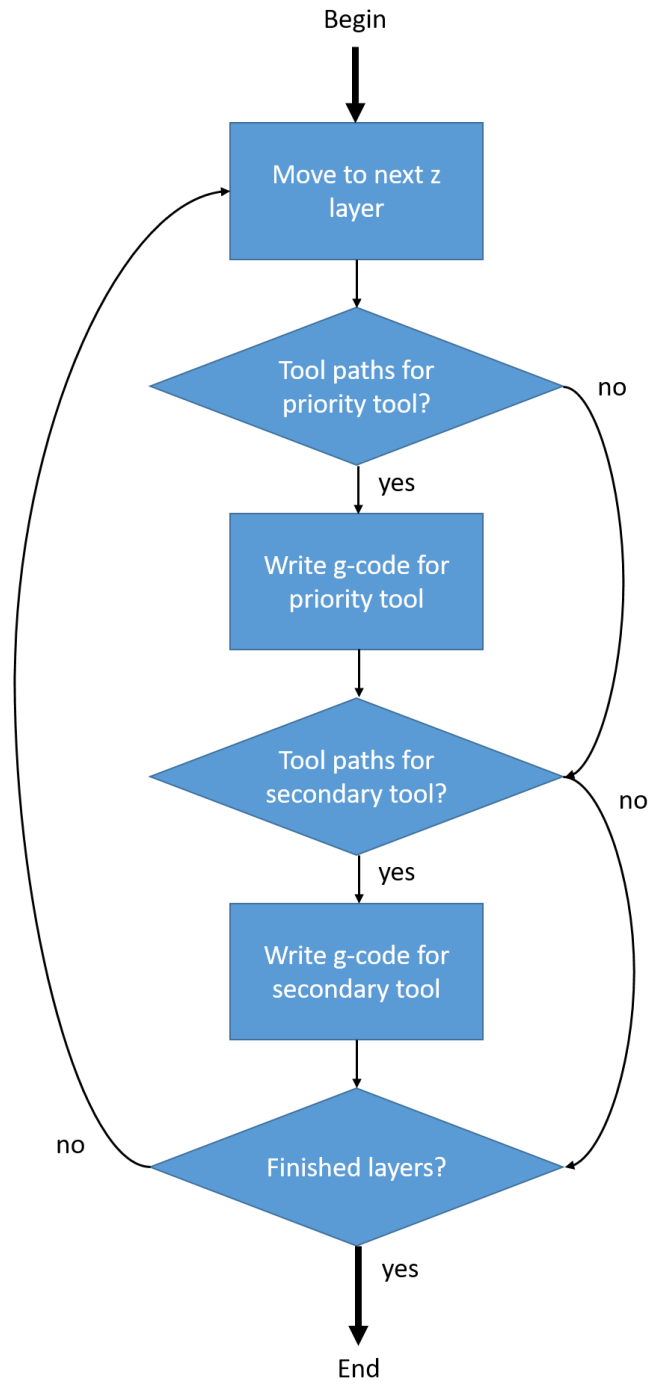 Begin
Move to next z
layer
Tool paths for
priority tool?
no
yes
Write g-code for
priority tool
Tool paths for
secondary tool?
no
yes
Write g-code for
secondary tool
Finished layers?
no
yes
End